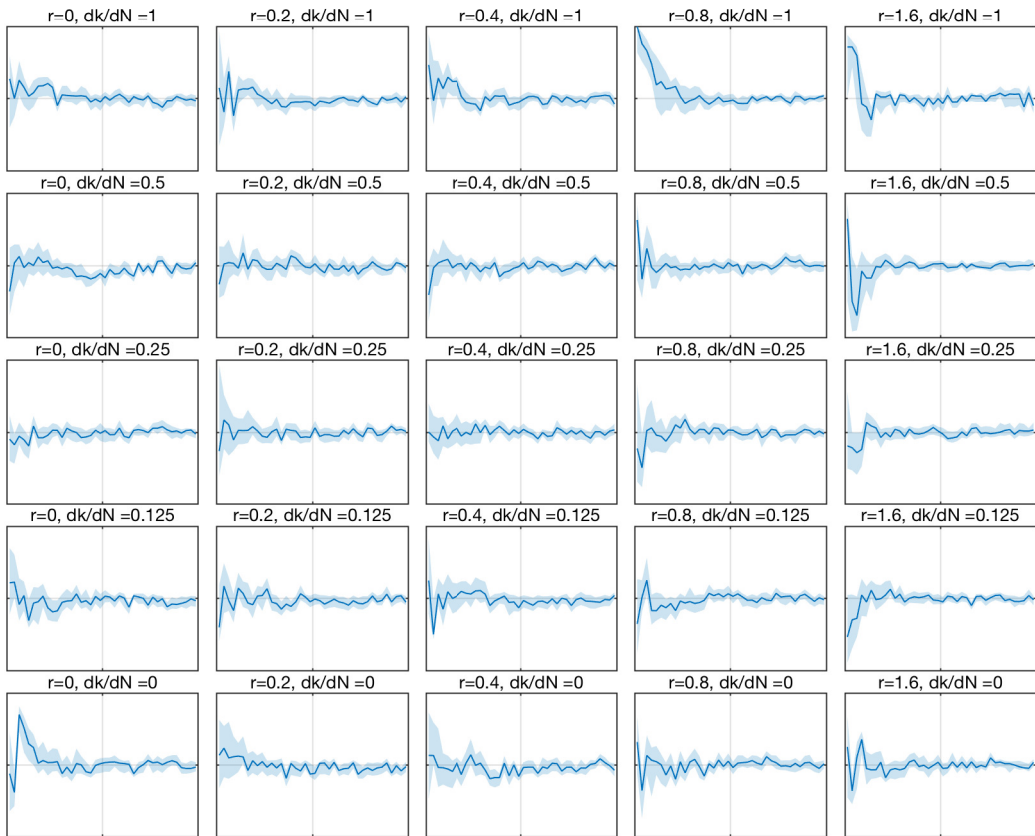 r=0, dk/dN =1
r=0.2, dk/dN =1
r=0.4, dk/dN =1
r=0.8, dk/dN =1
r=1.6, dk/dN =1
r=0, dk/dN =0.5
r=0.2, dk/dN =0.5
r=0.4, dk/dN =0.5
r=0.8, dk/dN =0.5
r=1.6, dk/dN =0.5
r=0, dk/dN =0.25
r=0.2, dk/dN =0.25
r=0.4, dk/dN =0.25
r=0.8, dk/dN =0.25
r=1.6, dk/dN =0.25
r=0, dk/dN =0.125
r=0.2, dk/dN =0.125
r=0.4, dk/dN =0.125
r=0.8, dk/dN =0.125
r=1.6, dk/dN =0.125
r=0, dk/dN =0
r=0.2, dk/dN =0
r=0.4, dk/dN =0
r=0.8, dk/dN =0
r=1.6, dk/dN =0